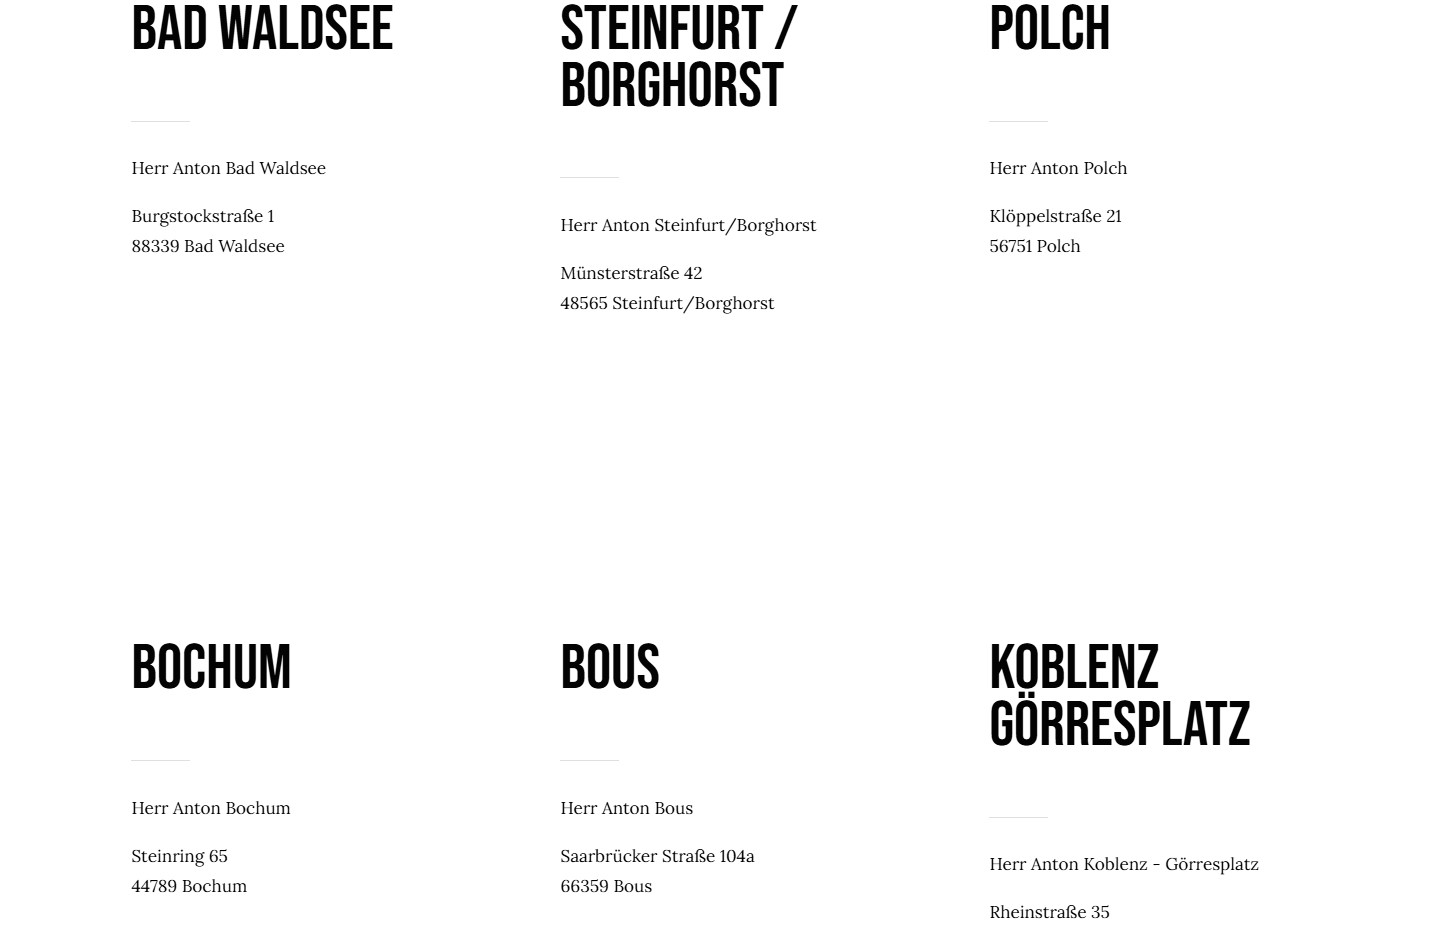 BAD WALDSEE
Herr Anton Bad Waldsee
Burgstockstraße 1
88339 Bad Waldsee
STEINFURT /
BORGHORST
Herr Anton Steinfurt/Borghorst
Münsterstraße 42
48565 Steinfurt/Borghorst
POLCH
Herr Anton Polch
Klöppelstraße 21
56751 Polch
BOCHUM
Herr Anton Bochum
Steinring 65
44789 Bochum
BOUS
Herr Anton Bous
Saarbrücker Straße 104a
66359 Bous
KOBLENZ
GÖRRESPLATZ
Herr Anton Koblenz - Görresplatz
Rheinstraße 35